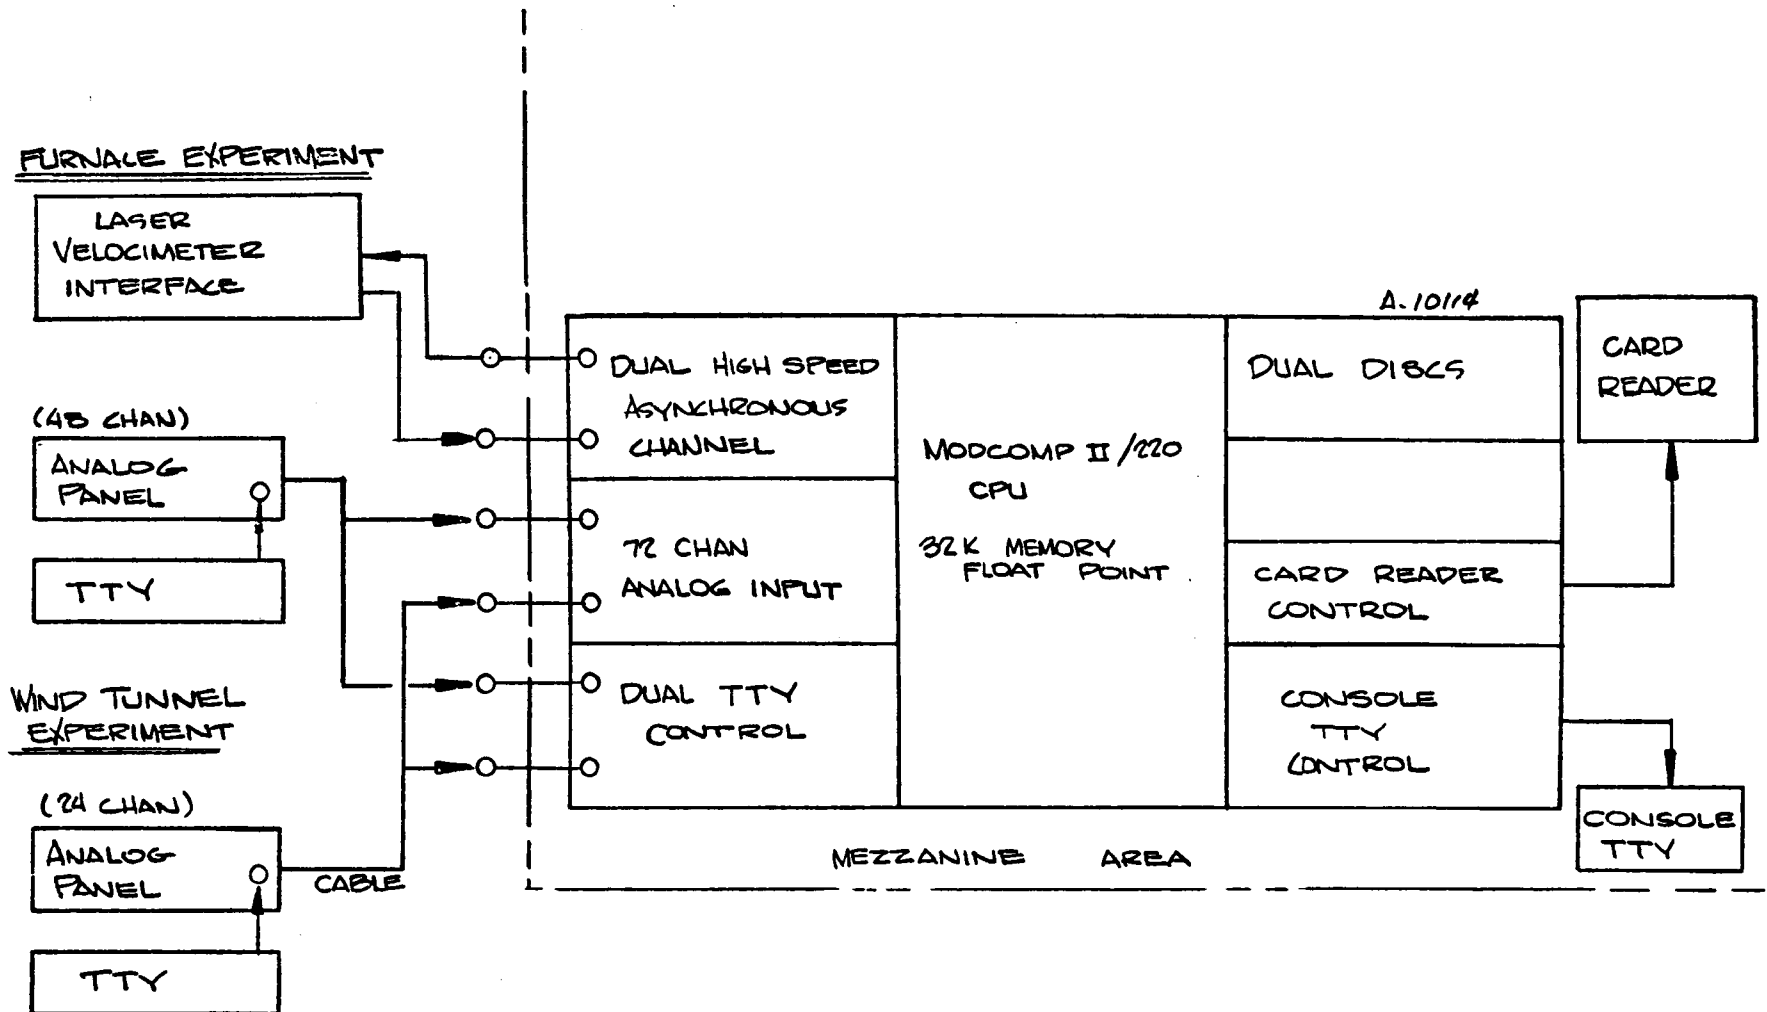 FURNACE EXPERIMENT
LASER
VELOCIMETER
INTERFACE
(48 CHAN)
ANALOG
PANEL
TTY
WIND TUNNEL
EXPERIMENT
(24 CHAN)
ANALOG
PANEL
CABLE
TTY
DUAL HIGH SPEED
ASYNCHRONOUS
CHANNEL
72 CHAN
ANALOG INPUT
DUAL TTY
CONTROL
MODCOMP II/220
CPU
32K MEMORY
FLOAT POINT
A-10114
DUAL DISCS
CARD READER
CONTROL
CONSOLE
TTY
CONTROL
CARD
READER
CONSOLE
TTY
MEZZANINE AREA